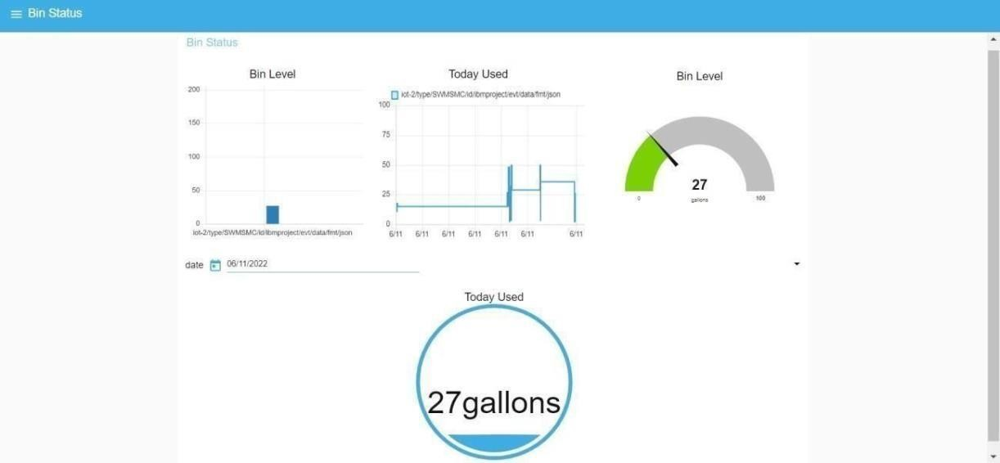 Bin Status
Bin Status
Bin Level
200
150
100
50
0
iot-2/type/SWMSMC/id/ibmproject/evt/data/fmt/json
Today Used
iot-2/type/SWMSMC/id/ibmproject/evt/data/fmt/json
100
75
50
25
0
6/11 6/11 6/11 6/11 6/11 6/11 6/11
Bin Level
27
gallons
0 100
date 06/11/2022
Today Used
27gallons